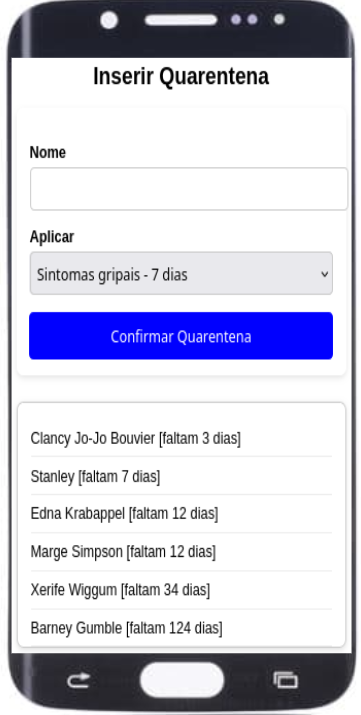 Inserir Quarentena
Nome
Aplicar
Sintomas gripais - 7 dias
Confirmar Quarentena
Clancy Jo-Jo Bouvier [faltam 3 dias]
Stanley [faltam 7 dias]
Edna Krabappel [faltam 12 dias]
Marge Simpson [faltam 12 dias]
Xerife Wiggum [faltam 34 dias]
Barney Gumble [faltam 124 dias]